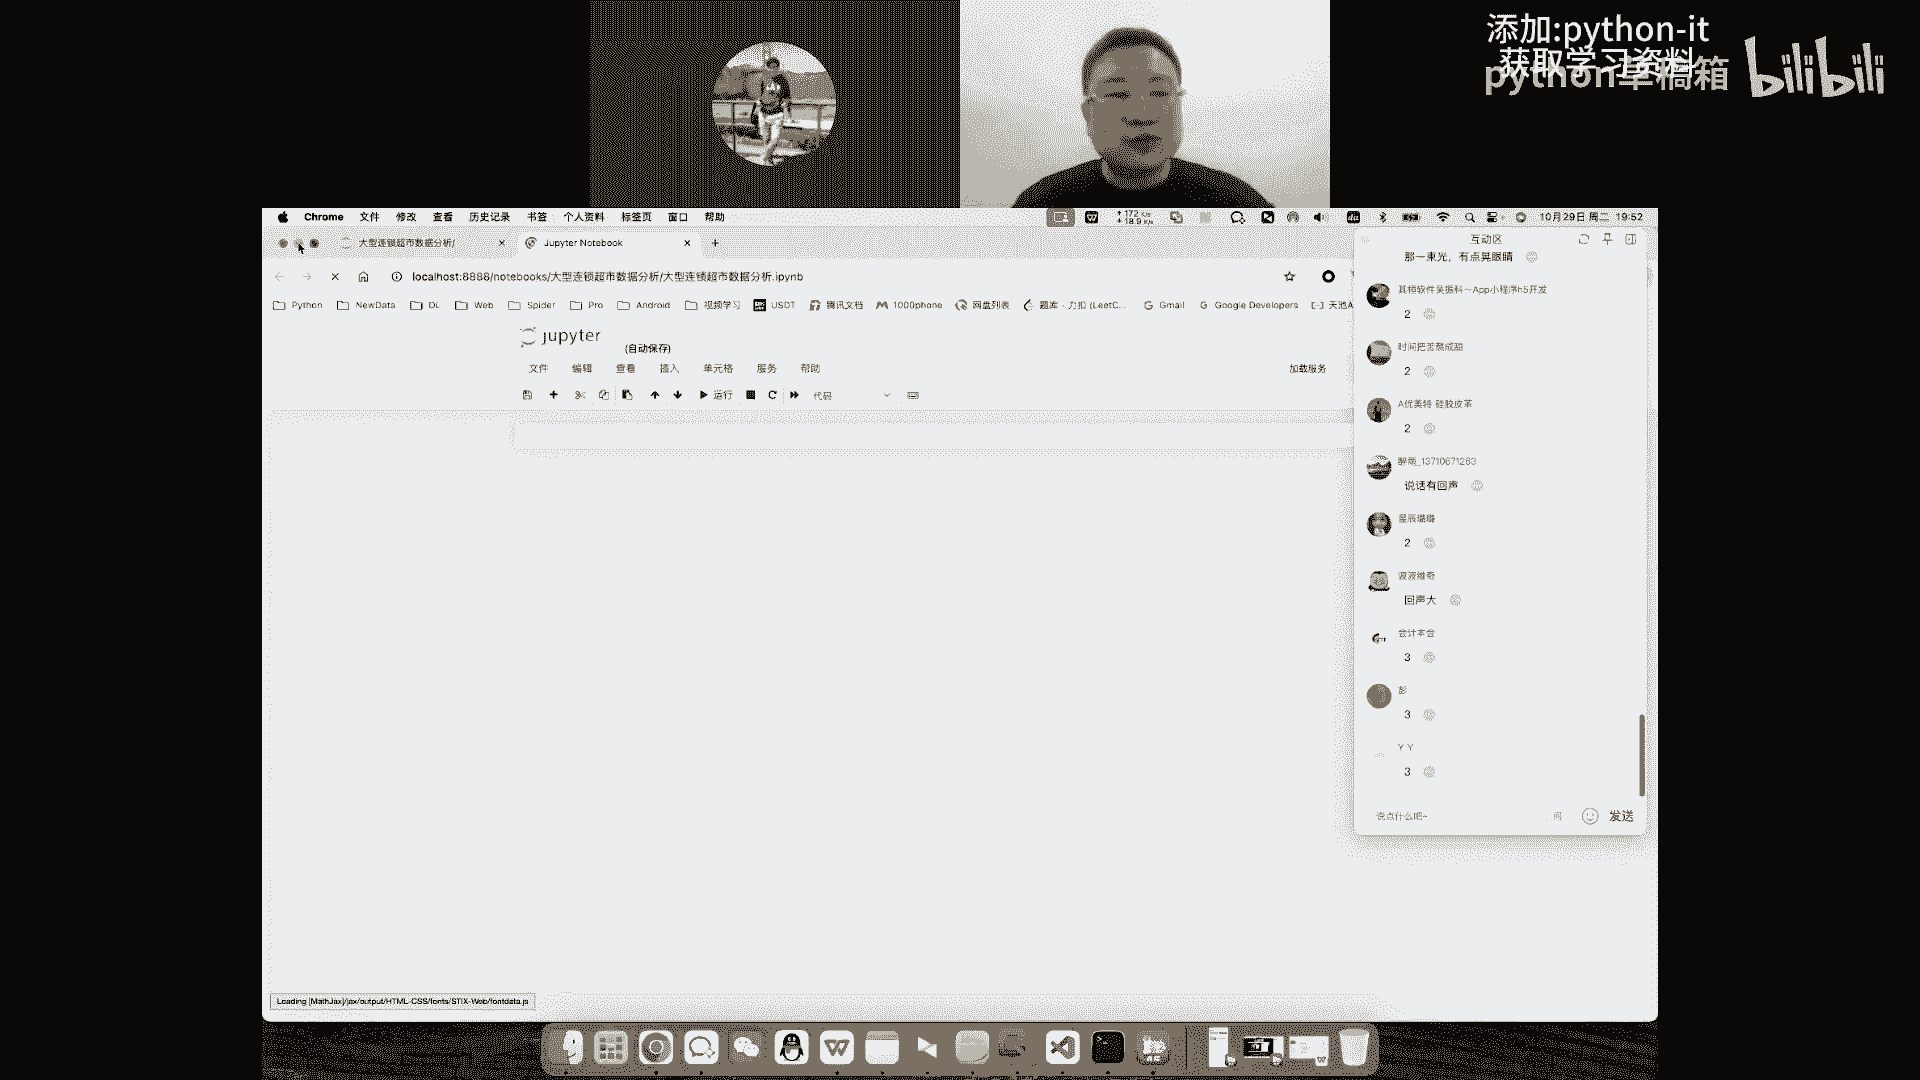 添加:python-it
获取学习资料
python草稿箱 bilibili
Chrome 文件 修改 查看 历史记录 书签 个人资料 标签页 窗口 帮助
172 K/s
18.9 K/s
10月29日 周二 19:52
大型连锁超市数据分析/
Jupyter Notebook
localhost:8888/notebooks/大型连锁超市数据分析/大型连锁超市数据分析.ipynb
Python NewData DL Web Spider Pro Android 视频学习 USDT 腾讯文档 1000phone 网盘列表 题库 - 力扣 (LeetC... Gmail Google Developers 天池A
jupyter
(自动保存)
文件 编辑 查看 插入 单元格 服务 帮助
加载服务
运行
代码
互动区
那一束光，有点晃眼睛
其栖软件吴振科—App小程序h5开发
2
时间把苦熬成甜
2
A优美特 硅胶皮革
2
醉雨_13710671263
说话有回声
星辰璐璐
2
波波维奇
回声大
会计本会
3
彭
3
Y Y
3
说点什么吧~
问
发送
Loading [MathJax]/jax/output/HTML-CSS/fonts/STIX-Web/fontdata.js